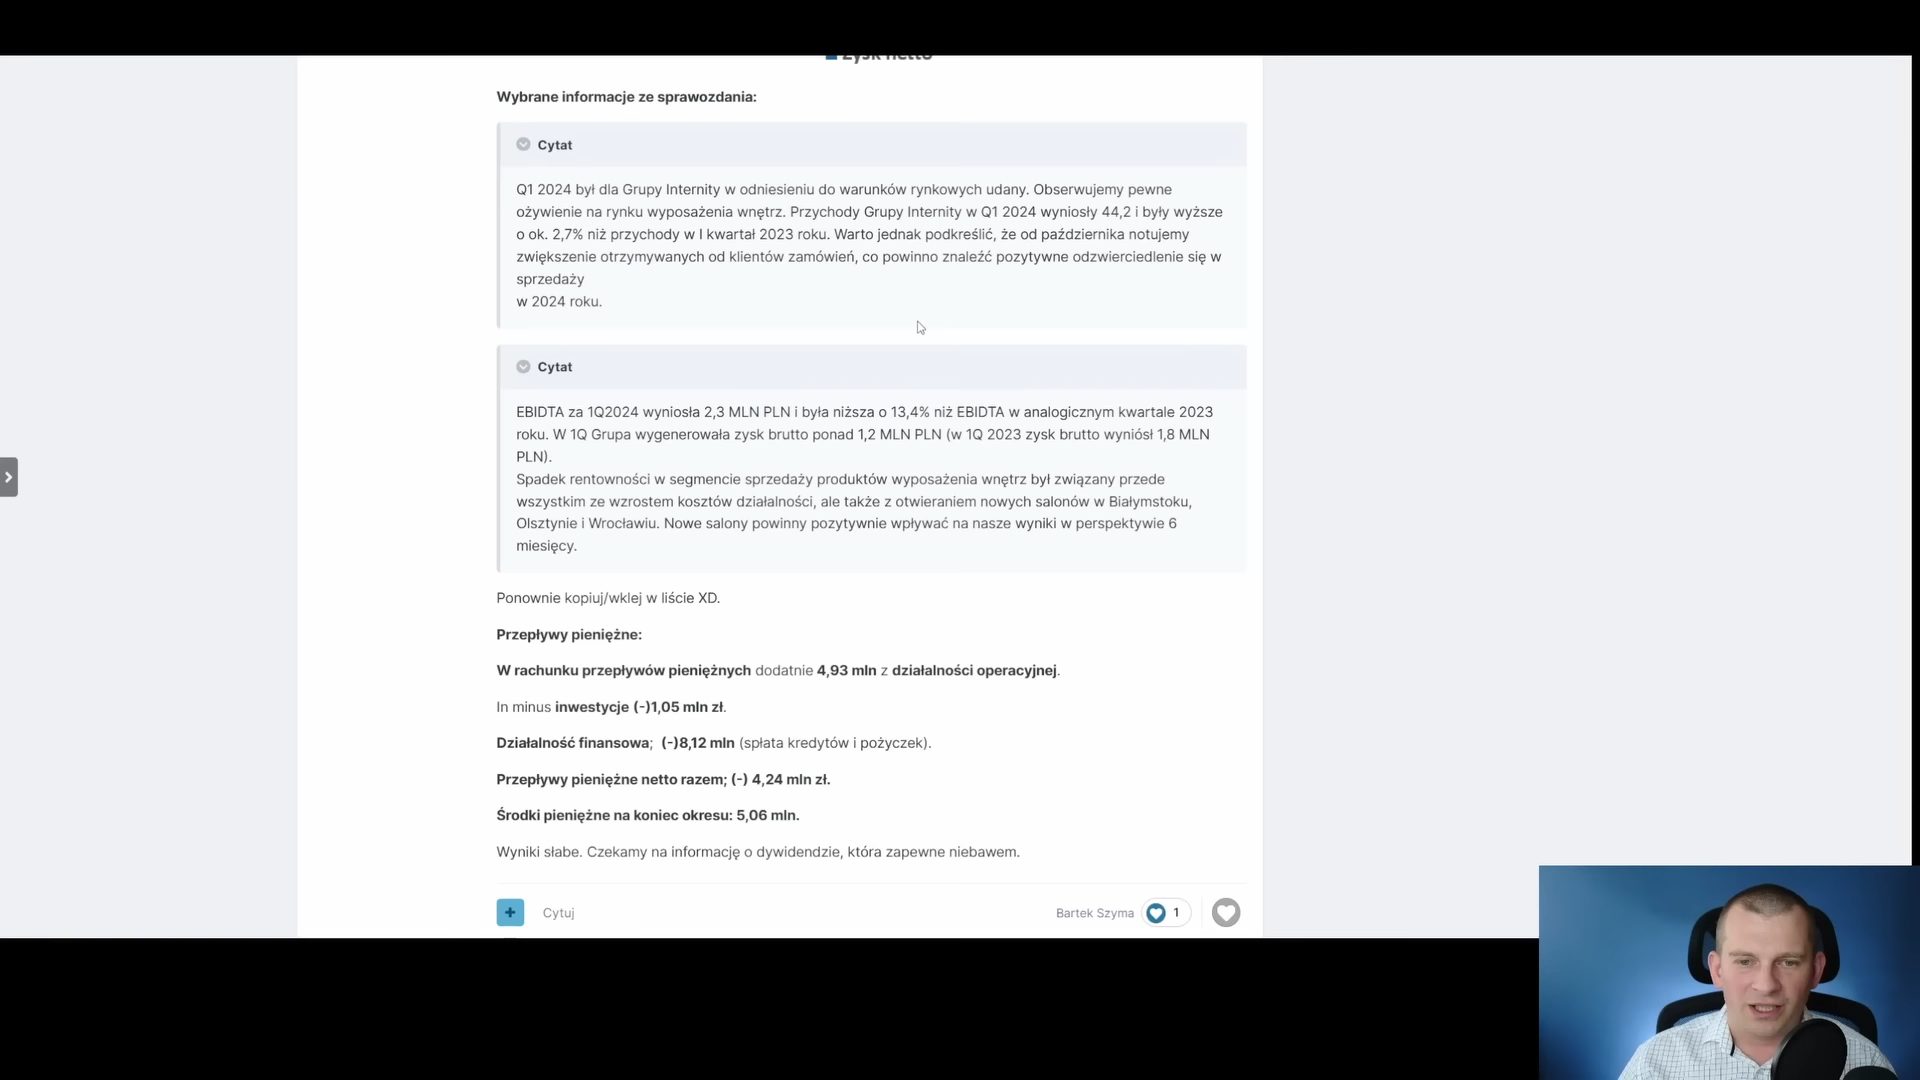 zysk netto
Wybrane informacje ze sprawozdania:
Cytat
Q1 2024 był dla Grupy Internity w odniesieniu do warunków rynkowych udany. Obserwujemy pewne
ożywienie na rynku wyposażenia wnętrz. Przychody Grupy Internity w Q1 2024 wyniosły 44,2 i były wyższe
o ok. 2,7% niż przychody w I kwartał 2023 roku. Warto jednak podkreślić, że od października notujemy
zwiększenie otrzymywanych od klientów zamówień, co powinno znaleźć pozytywne odzwierciedlenie się w
sprzedaży
w 2024 roku.
Cytat
EBIDTA za 1Q2024 wyniosła 2,3 MLN PLN i była niższa o 13,4% niż EBIDTA w analogicznym kwartale 2023
roku. W 1Q Grupa wygenerowała zysk brutto ponad 1,2 MLN PLN (w 1Q 2023 zysk brutto wyniósł 1,8 MLN
PLN).
Spadek rentowności w segmencie sprzedaży produktów wyposażenia wnętrz był związany przede
wszystkim ze wzrostem kosztów działalności, ale także z otwieraniem nowych salonów w Białymstoku,
Olsztynie i Wrocławiu. Nowe salony powinny pozytywnie wpływać na nasze wyniki w perspektywie 6
miesięcy.
Ponownie kopiuj/wklej w liście XD.
Przepływy pieniężne:
W rachunku przepływów pieniężnych dodatnie 4,93 mln z działalności operacyjnej.
In minus inwestycje (-)1,05 mln zł.
Działalność finansowa; (-)8,12 mln (spłata kredytów i pożyczek).
Przepływy pieniężne netto razem; (-) 4,24 mln zł.
Środki pieniężne na koniec okresu: 5,06 mln.
Wyniki słabe. Czekamy na informację o dywidendzie, która zapewne niebawem.
+ Cytuj
Bartek Szyma 1